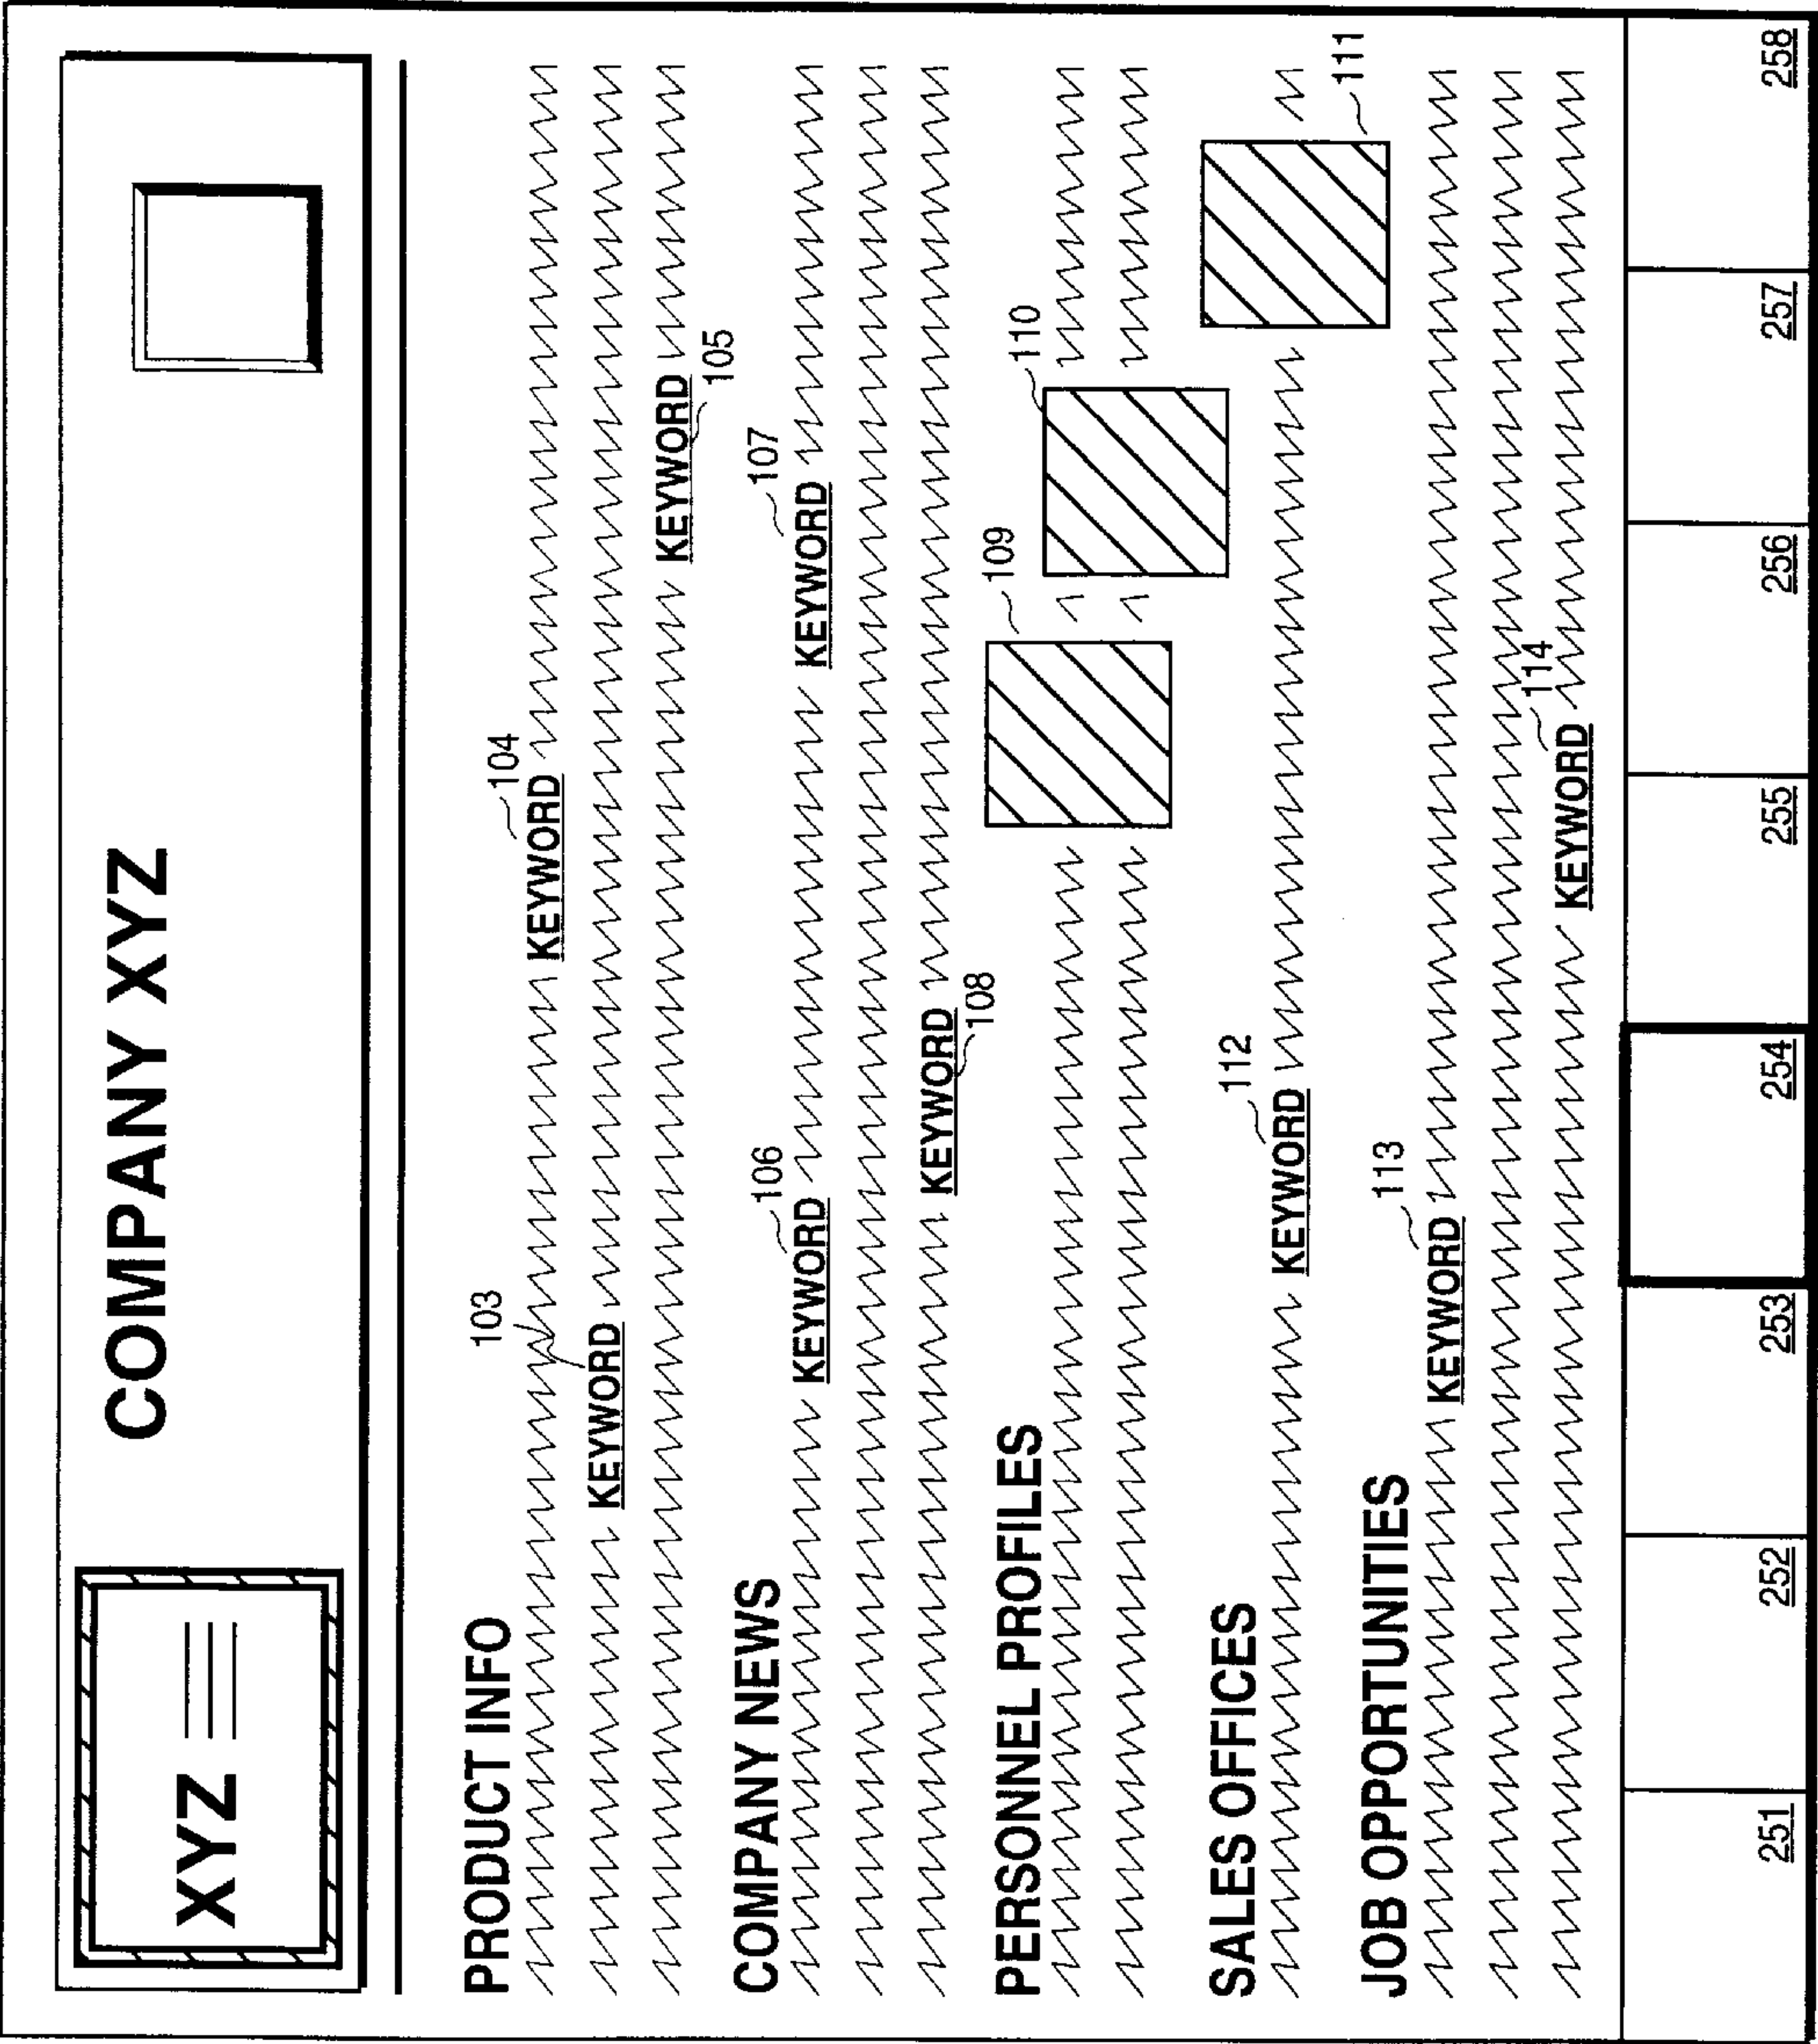 COMPANY XYZ
XYZ
PRODUCT INFO
103
104
KEYWORD
KEYWORD
KEYWORD
105
COMPANY NEWS
106
107
KEYWORD
KEYWORD
KEYWORD
108
PERSONNEL PROFILES
109
110
SALES OFFICES
112
KEYWORD
111
JOB OPPORTUNITIES
113
KEYWORD
114
KEYWORD
251
252
253
254
255
256
257
258